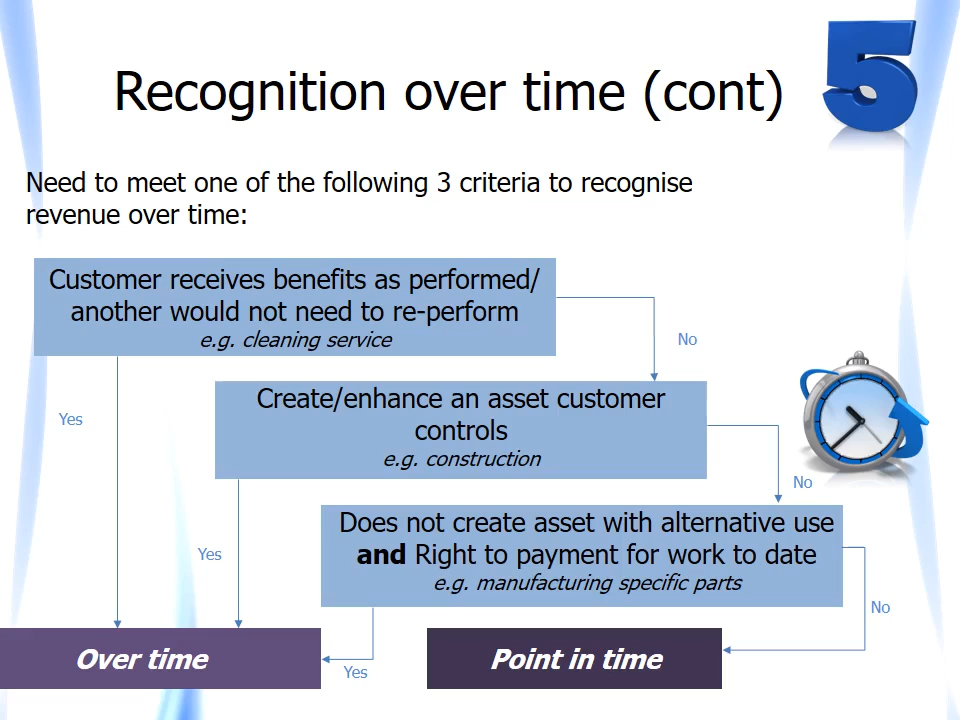 Recognition over time (cont)
5
Need to meet one of the following 3 criteria to recognise
revenue over time:
Customer receives benefits as performed/
another would not need to re-perform
e.g. cleaning service
No
Yes
Create/enhance an asset customer
controls
e.g. construction
No
Yes
Does not create asset with alternative use
and Right to payment for work to date
e.g. manufacturing specific parts
No
Yes
Over time
Point in time